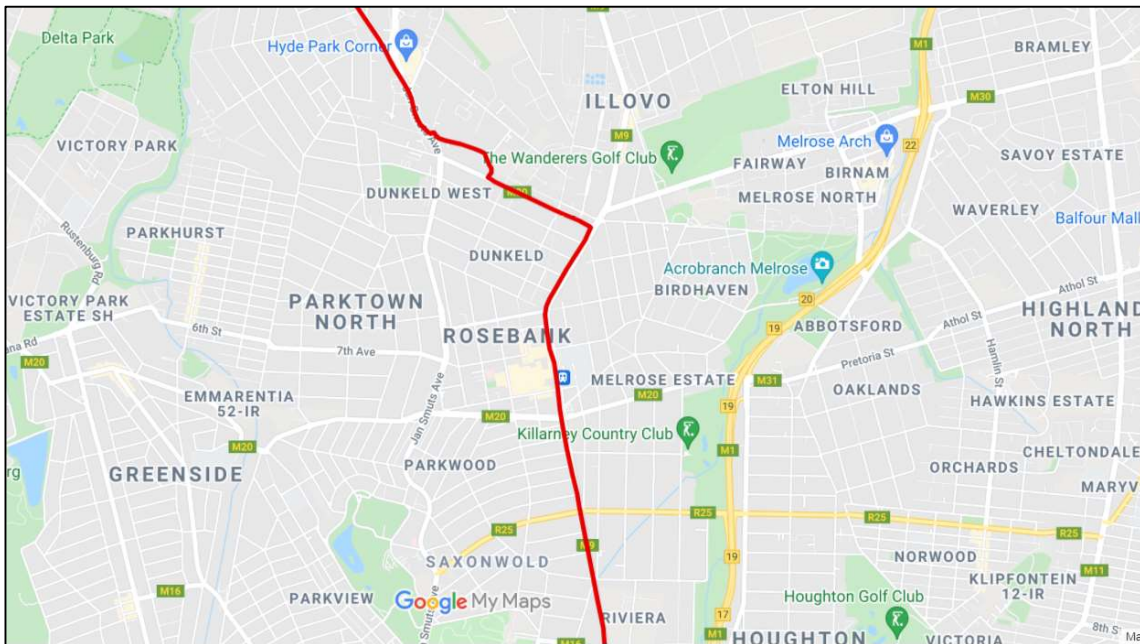 Delta Park
Hyde Park Corner
M1
BRAMLEY
ILLOVO
ELTON HILL
M30
VICTORY PARK
M9
Melrose Arch
22
The Wanderers Golf Club
FAIRWAY
BIRNAM
SAVOY ESTATE
DUNKELD WEST
MELROSE NORTH
WAVERLEY
Balfour Mall
PARKHURST
Rustenburg Rd
DUNKELD
Acrobranch Melrose
BIRDHAVEN
Athol St
VICTORY PARK
ESTATE SH
PARKTOWN
NORTH
20
HIGHLAND
NORTH
6th St
ROSEBANK
19
ABBOTSFORD
Athol St
7th Ave
Pretoria St
M20
MELROSE ESTATE
M31
Hamlin St
EMMARENTIA
52-IR
M20
M20
OAKLANDS
HAWKINS ESTATE
19
Jan Smuts Ave
Killarney Country Club
M20
M1
CHELTONDALE
GREENSIDE
PARKWOOD
ORCHARDS
MARYV
R25
R25
R25
19
SAXONWOLD
NORWOOD
M11
KLIPFONTEIN
12-IR
M16
PARKVIEW
Google My Maps
RIVIERA
17
Houghton Golf Club
M1
HOUGHTON
VICTORIA
8th St